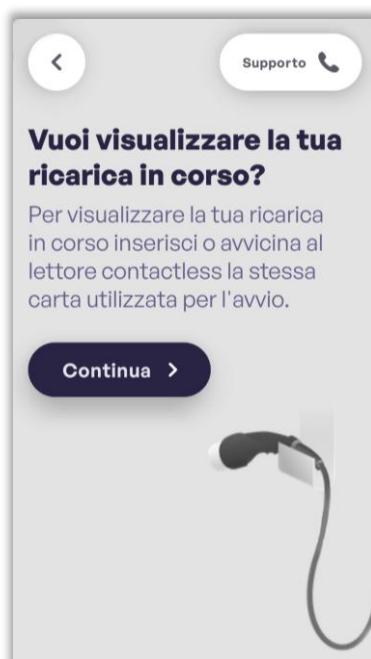 Supporto
Vuoi visualizzare la tua
ricarica in corso?
Per visualizzare la tua ricarica
in corso inserisci o avvicina al
lettore contactless la stessa
carta utilizzata per l'avvio.
Continua